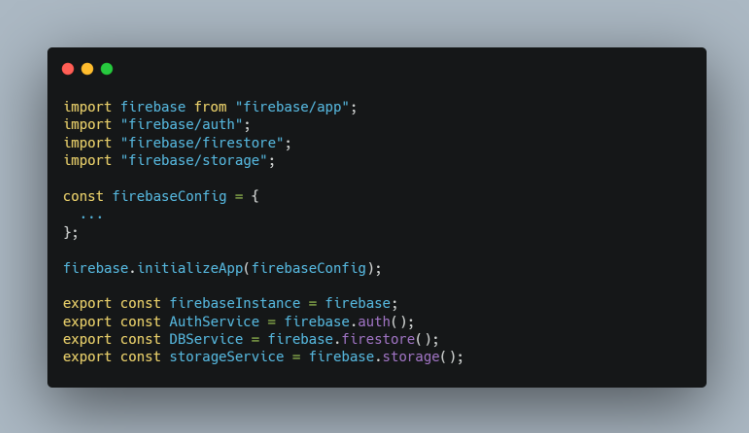 import firebase from "firebase/app";
import "firebase/auth";
import "firebase/firestore";
import "firebase/storage";
const firebaseConfig = {
  ...
};
firebase.initializeApp(firebaseConfig);
export const firebaseInstance = firebase;
export const AuthService = firebase.auth();
export const DBService = firebase.firestore();
export const storageService = firebase.storage();